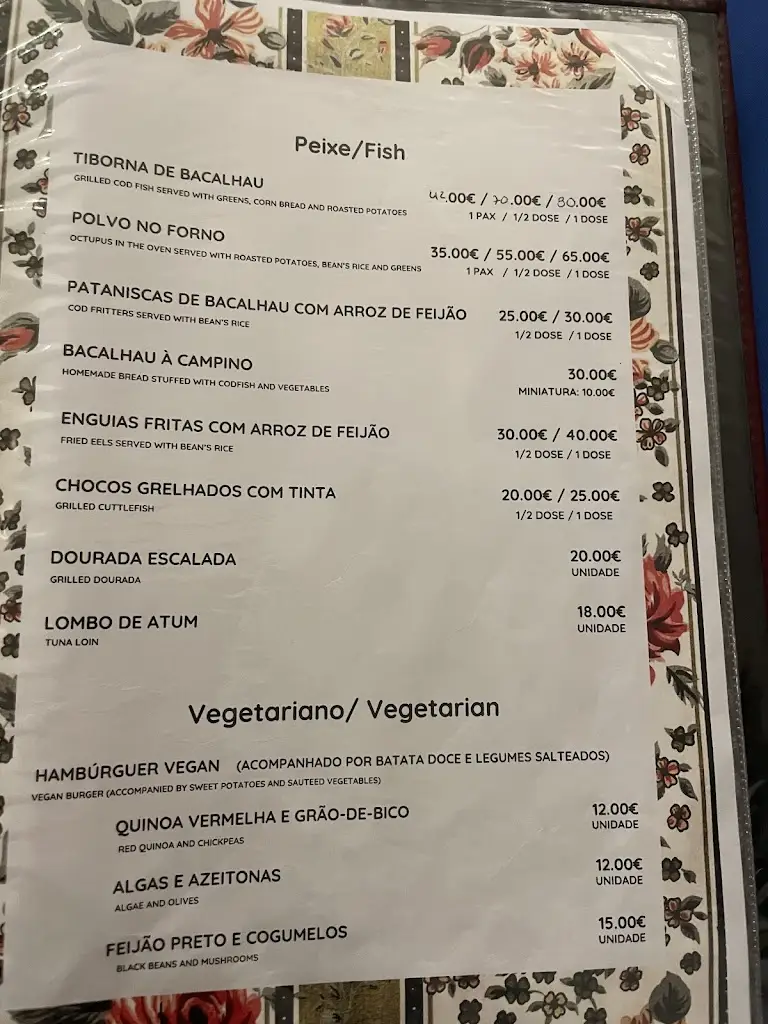 Peixe/Fish
TIBORNA DE BACALHAU
GRILLED COD FISH SERVED WITH GREENS, CORN BREAD AND ROASTED POTATOES
42.00€ / 70.00€ / 80.00€
1 PAX / 1/2 DOSE / 1 DOSE
POLVO NO FORNO
OCTUPUS IN THE OVEN SERVED WITH ROASTED POTATOES, BEAN'S RICE AND GREENS
35.00€ / 55.00€ / 65.00€
1 PAX / 1/2 DOSE / 1 DOSE
PATANISCAS DE BACALHAU COM ARROZ DE FEIJÃO
COD FRITTERS SERVED WITH BEAN'S RICE
25.00€ / 30.00€
1/2 DOSE / 1 DOSE
BACALHAU À CAMPINO
HOMEMADE BREAD STUFFED WITH CODFISH AND VEGETABLES
30.00€
MINIATURA: 10.00€
ENGUIAS FRITAS COM ARROZ DE FEIJÃO
FRIED EELS SERVED WITH BEAN'S RICE
30.00€ / 40.00€
1/2 DOSE / 1 DOSE
CHOCOS GRELHADOS COM TINTA
GRILLED CUTTLEFISH
20.00€ / 25.00€
1/2 DOSE / 1 DOSE
DOURADA ESCALADA
GRILLED DOURADA
20.00€
UNIDADE
LOMBO DE ATUM
TUNA LOIN
18.00€
UNIDADE
Vegetariano/ Vegetarian
HAMBÚRGUER VEGAN (ACOMPANHADO POR BATATA DOCE E LEGUMES SALTEADOS)
VEGAN BURGER (ACCOMPANIED BY SWEET POTATOES AND SAUTEED VEGETABLES)
QUINOA VERMELHA E GRÃO-DE-BICO
RED QUINOA AND CHICKPEAS
12.00€
UNIDADE
ALGAS E AZEITONAS
ALGAE AND OLIVES
12.00€
UNIDADE
FEIJÃO PRETO E COGUMELOS
BLACK BEANS AND MUSHROOMS
15.00€
UNIDADE